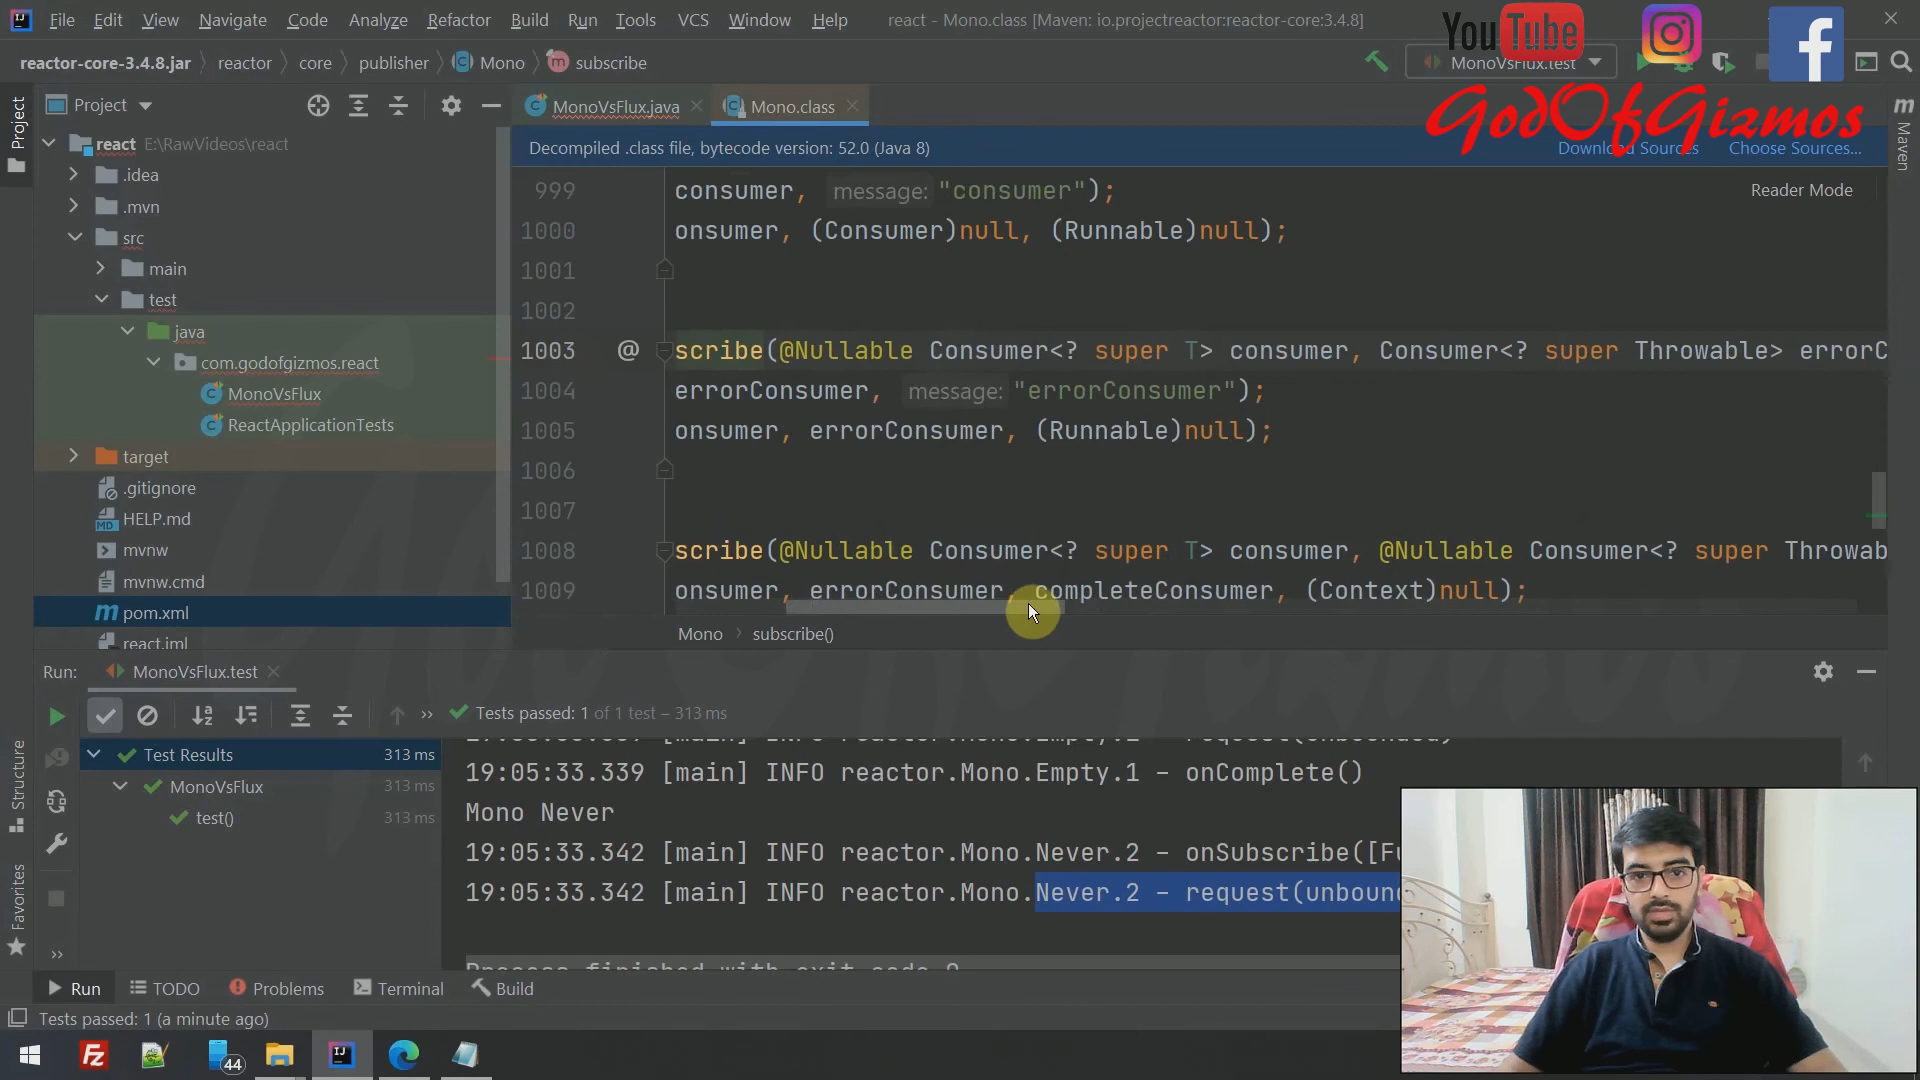 File Edit View Navigate Code Analyze Refactor Build Run Tools VCS Window Help react - Mono.class [Maven: io.projectreactor:reactor-core:3.4.8]
YouTube
reactor-core-3.4.8.jar reactor core publisher Mono subscribe MonoVsFlux.test
GodOfGizmos
Project
MonoVsFlux.java Mono.class
Decompiled .class file, bytecode version: 52.0 (Java 8) Download Sources Choose Sources...
Reader Mode
Project
Maven
react E:\RawVideos\react
.idea
.mvn
src
main
test
java
com.godofgizmos.react
MonoVsFlux
ReactApplicationTests
target
.gitignore
HELP.md
mvnw
mvnw.cmd
pom.xml
react.iml
999 consumer, message: "consumer");
1000 onsumer, (Consumer)null, (Runnable)null);
1001
1002
1003 @ scribe(@Nullable Consumer<? super T> consumer, Consumer<? super Throwable> errorC
1004 errorConsumer, message: "errorConsumer");
1005 onsumer, errorConsumer, (Runnable)null);
1006
1007
1008 scribe(@Nullable Consumer<? super T> consumer, @Nullable Consumer<? super Throwab
1009 onsumer, errorConsumer, completeConsumer, (Context)null);
Mono subscribe()
Run: MonoVsFlux.test
Tests passed: 1 of 1 test – 313 ms
Test Results 313 ms
MonoVsFlux 313 ms
test() 313 ms
19:05:33.339 [main] INFO reactor.Mono.Empty.1 - onComplete()
Mono Never
19:05:33.342 [main] INFO reactor.Mono.Never.2 - onSubscribe([Fu
19:05:33.342 [main] INFO reactor.Mono.Never.2 - request(unboun
Process finished with exit code 0
Structure
Favorites
Run TODO Problems Terminal Build
Tests passed: 1 (a minute ago)
44